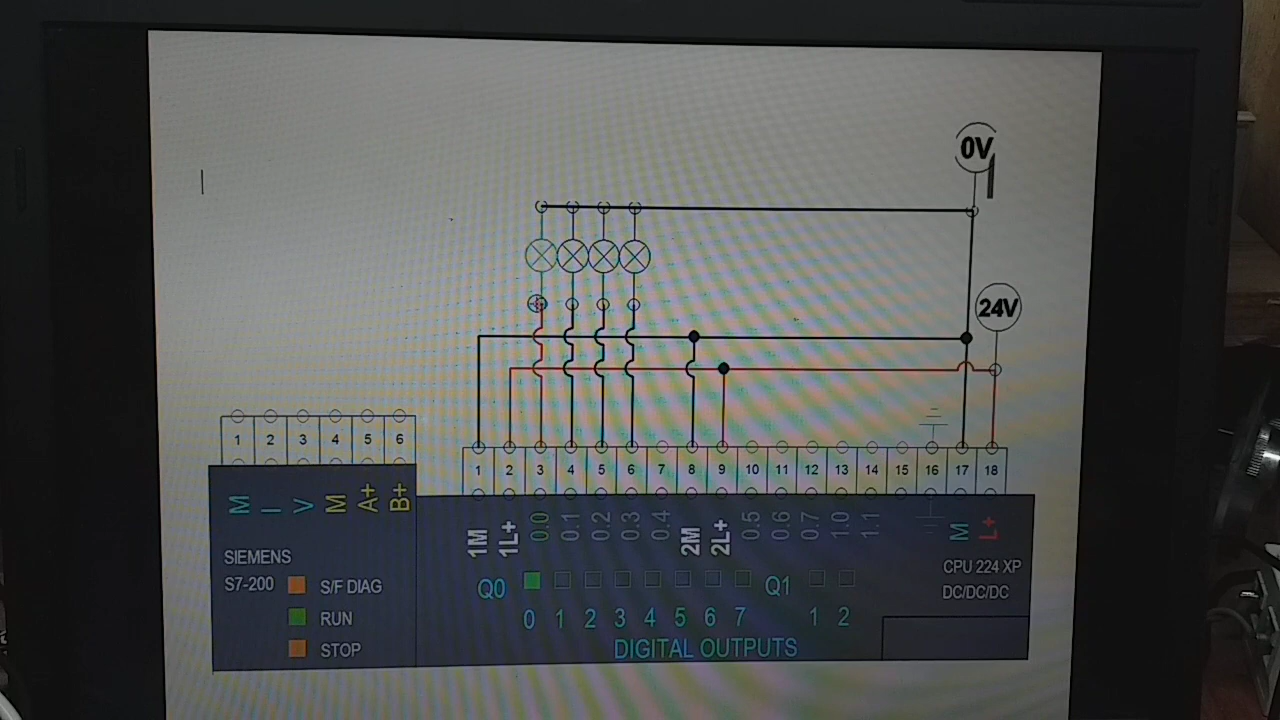 0V
24V
1 2 3 4 5 6
1 2 3 4 5 6 7 8 9 10 11 12 13 14 15 16 17 18
M I V M A+ B+
1M 1L+ 0.0 0.1 0.2 0.3 0.4 2M 2L+ 0.5 0.6 0.7 1.0 1.1 M L+
SIEMENS
S7-200
S/F DIAG
RUN
STOP
Q0 Q1
0 1 2 3 4 5 6 7 1 2
DIGITAL OUTPUTS
CPU 224 XP
DC/DC/DC